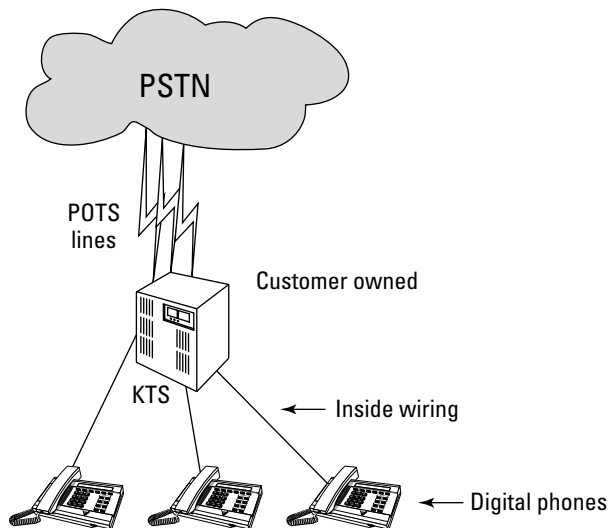 PSTN
POTS
lines
Customer owned
KTS
Inside wiring
Digital phones